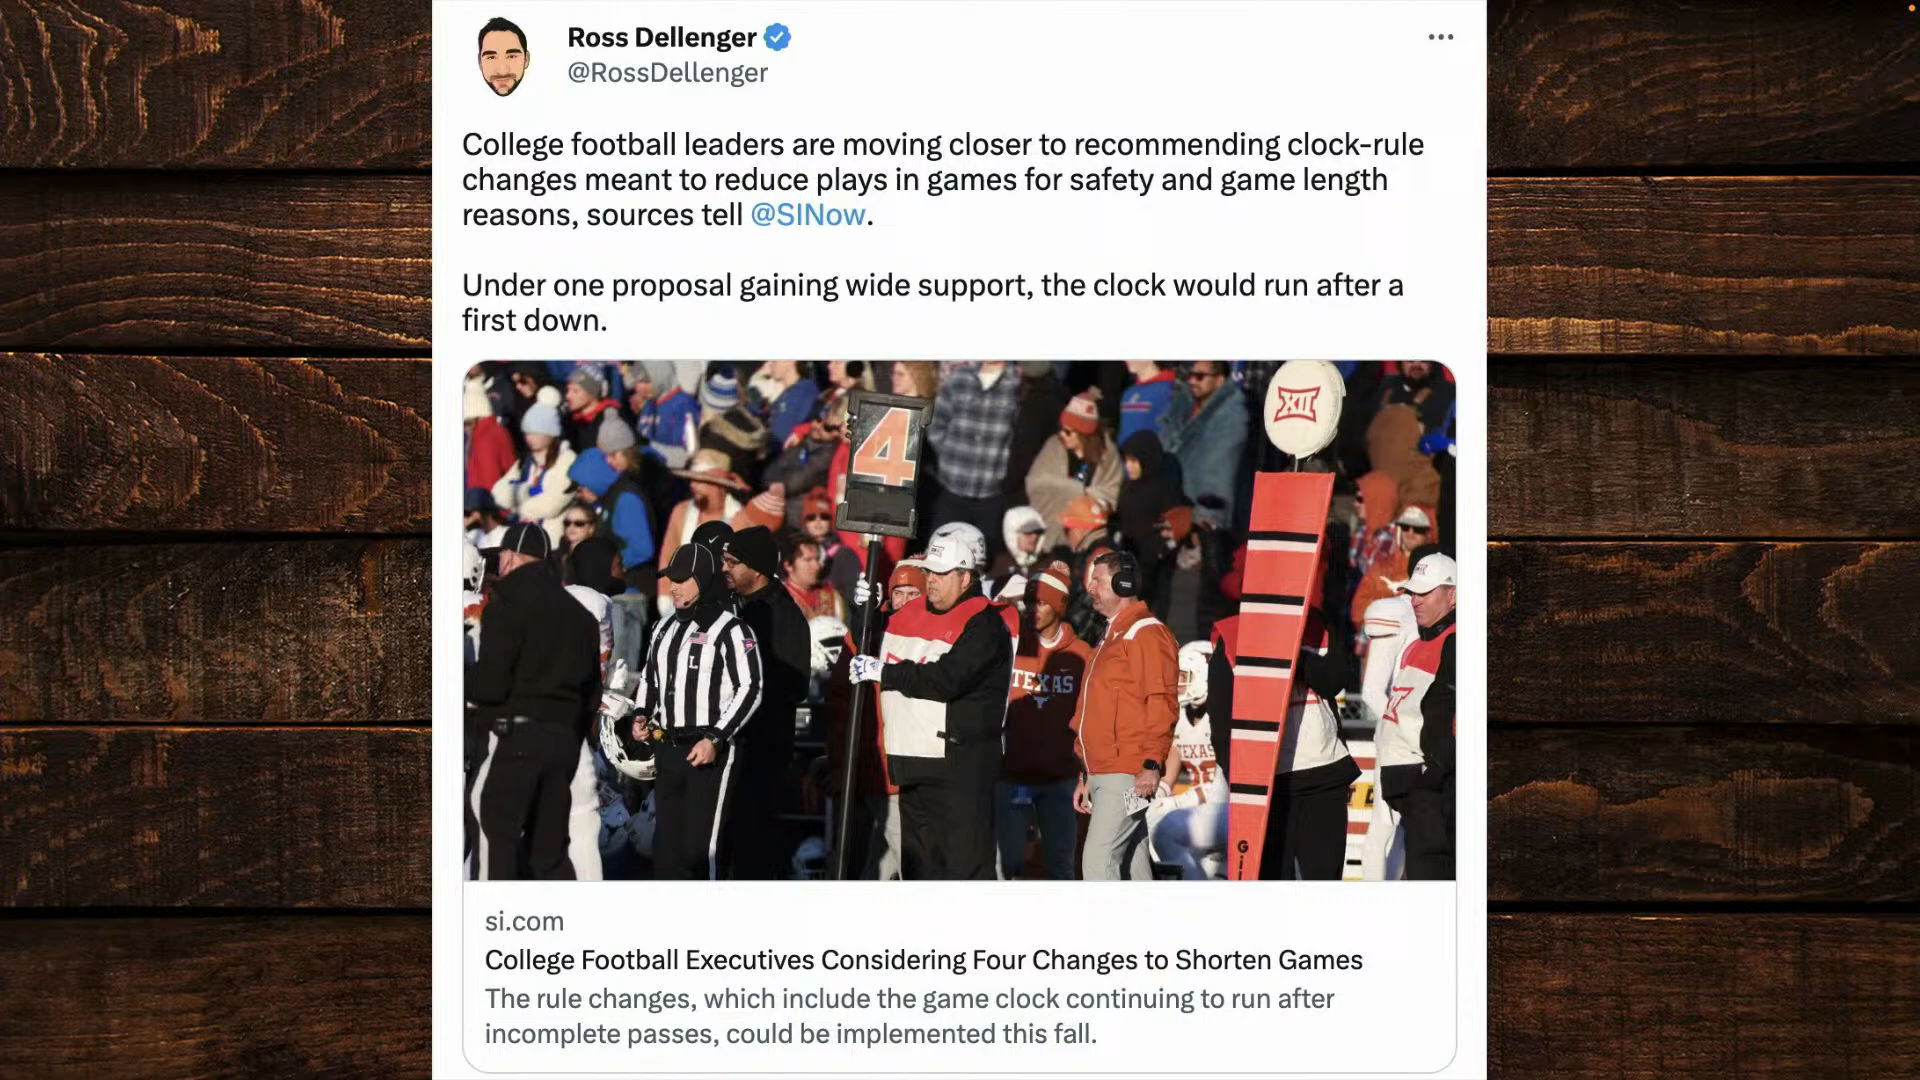 Ross Dellenger
@RossDellenger
College football leaders are moving closer to recommending clock-rule
changes meant to reduce plays in games for safety and game length
reasons, sources tell @SINow.
Under one proposal gaining wide support, the clock would run after a
first down.
XII
4
L
TEXAS
TEXAS
G
i
si.com
College Football Executives Considering Four Changes to Shorten Games
The rule changes, which include the game clock continuing to run after
incomplete passes, could be implemented this fall.